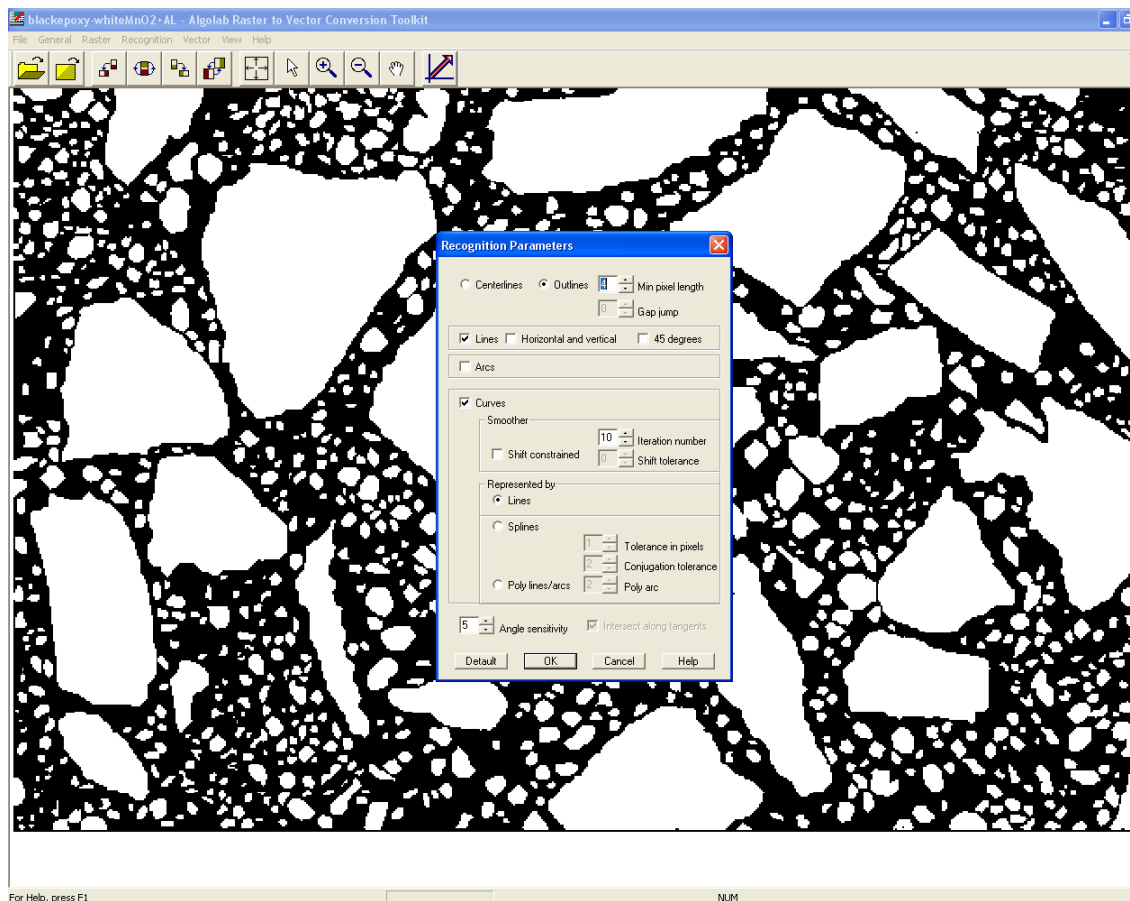 blackepoxy-whiteMnO2+AL - Algolab Raster to Vector Conversion Toolkit
File General Raster Recognition Vector View Help
Recognition Parameters
Centerlines Outlines 4 Min pixel length
0 Gap jump
Lines Horizontal and vertical 45 degrees
Arcs
Curves
Smoother
10 Iteration number
Shift constrained 0 Shift tolerance
Represented by
Lines
Splines
1 Tolerance in pixels
2 Conjugation tolerance
Poly lines/arcs 2 Poly arc
5 Angle sensitivity Intersect along tangents
Detault OK Cancel Help
For Help, press F1 NUM